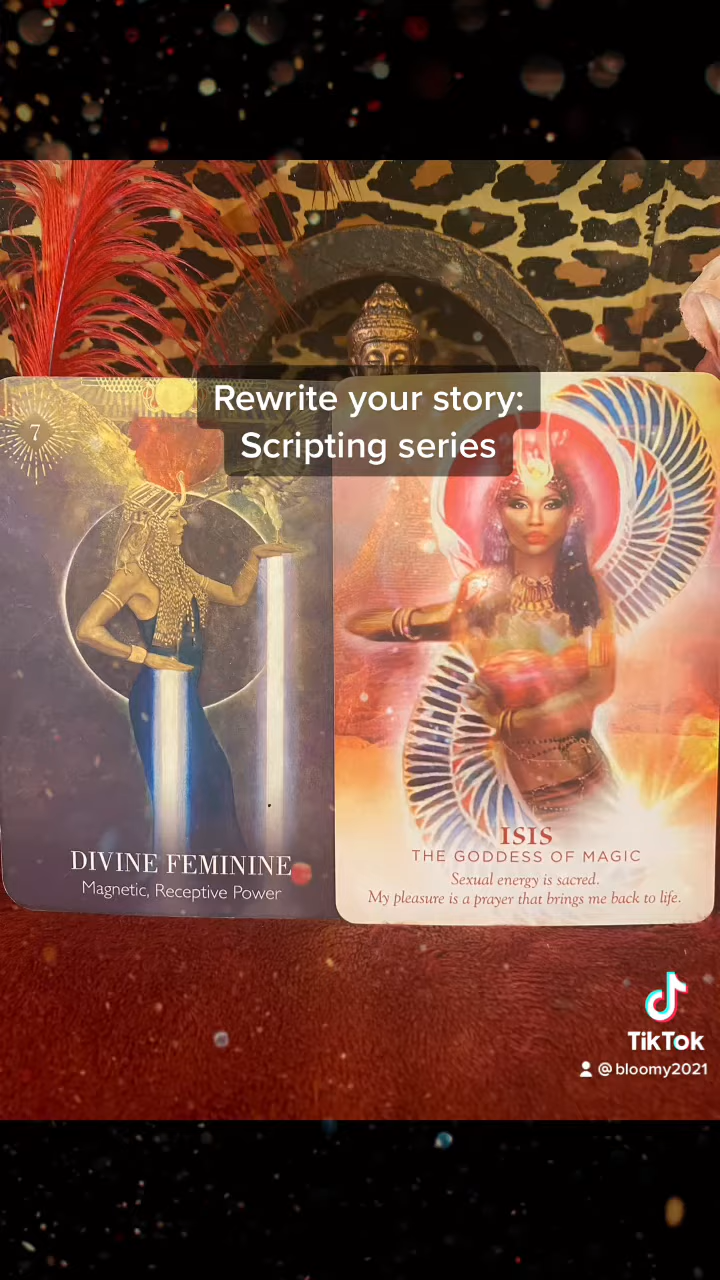 Rewrite your story:
Scripting series
7
DIVINE FEMININE
Magnetic, Receptive Power
ISIS
THE GODDESS OF MAGIC
Sexual energy is sacred.
My pleasure is a prayer that brings me back to life.
TikTok
@bloomy2021